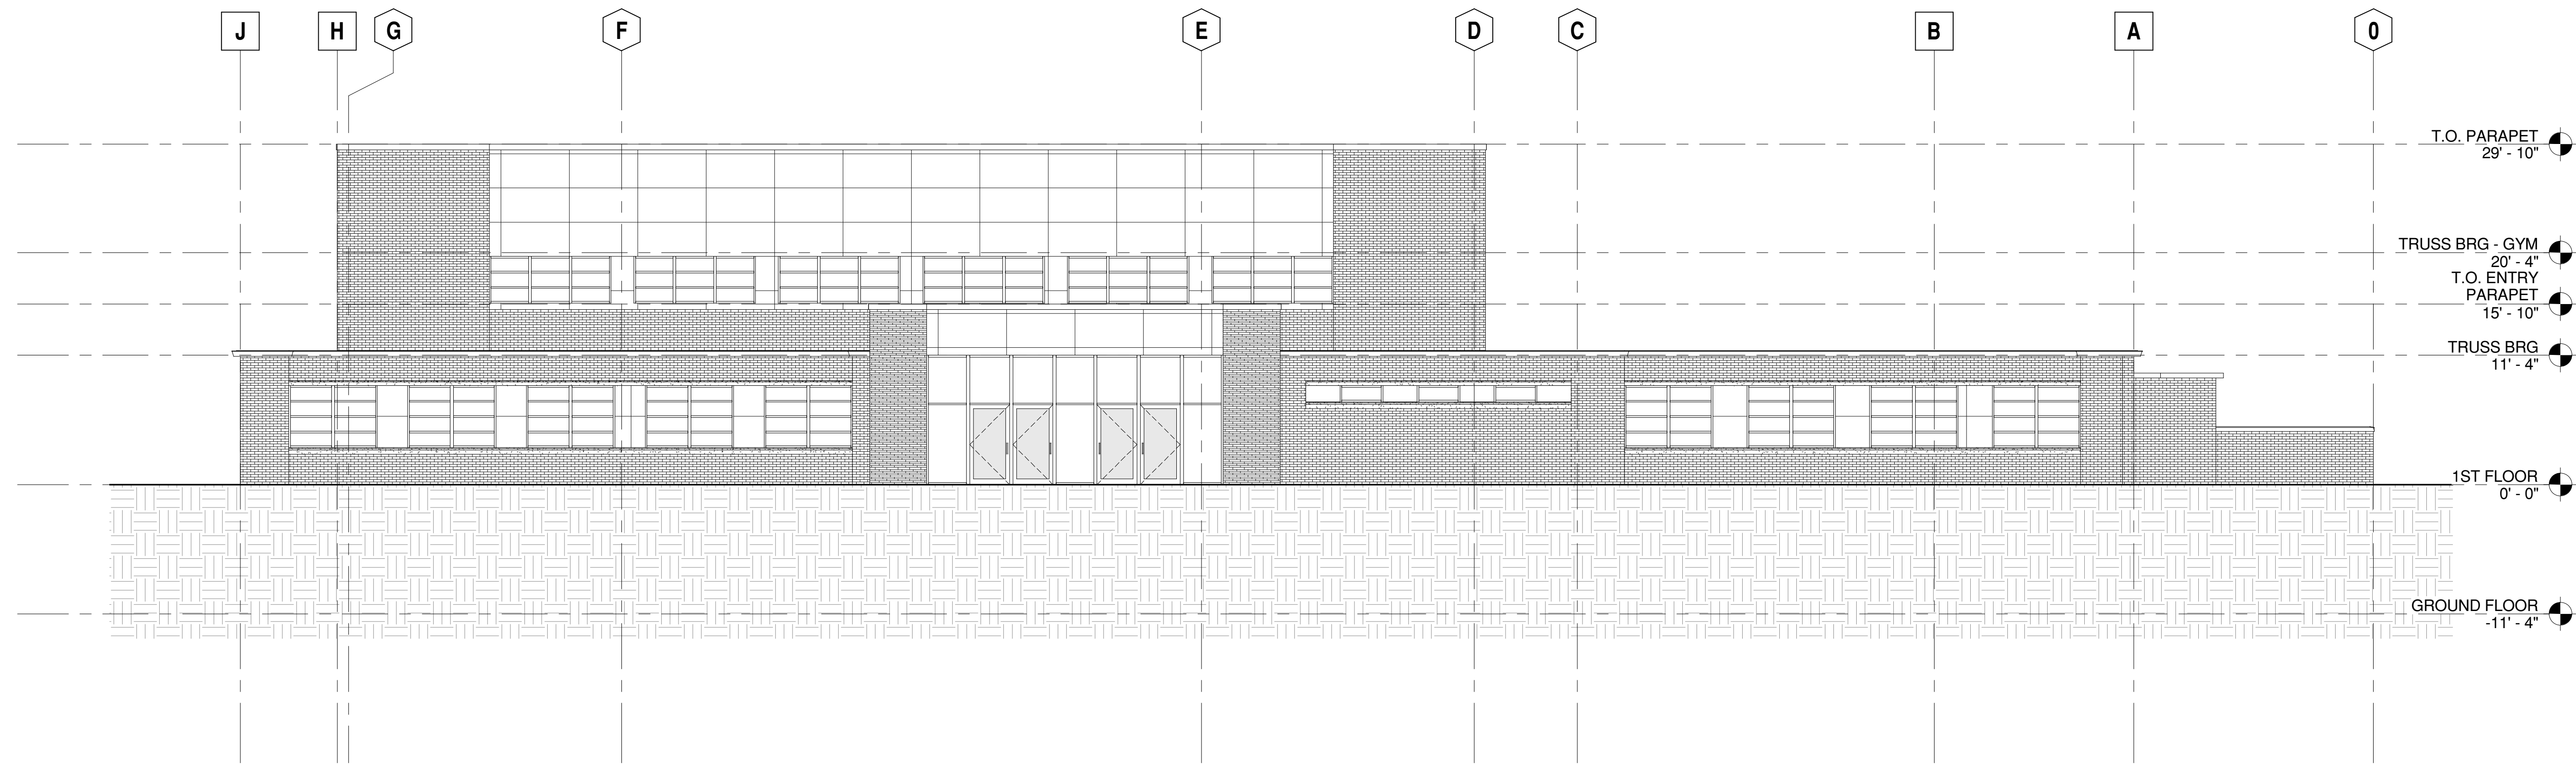 J
H
G
F
E
D
C
B
A
0
T.O. PARAPET
29' - 10"
TRUSS BRG - GYM
20' - 4"
T.O. ENTRY
PARAPET
15' - 10"
TRUSS BRG
11' - 4"
1ST FLOOR
0' - 0"
GROUND FLOOR
-11' - 4"